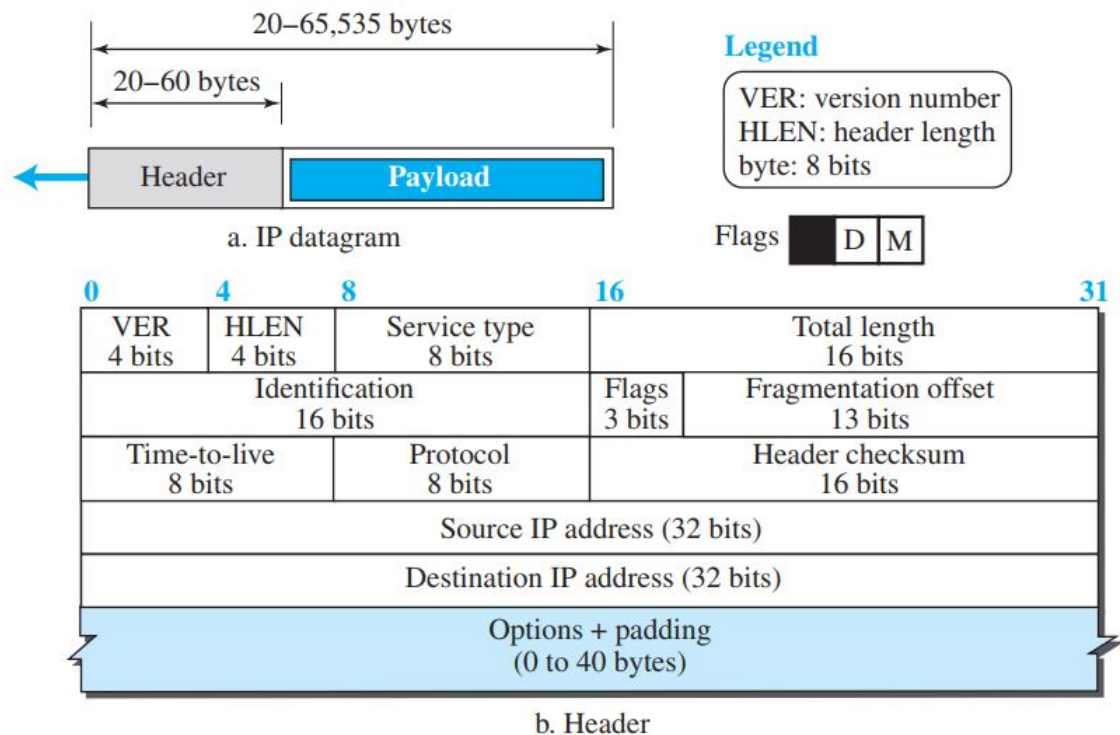 20–65,535 bytes
20–60 bytes
Header
Payload
a. IP datagram
Legend
VER: version number
HLEN: header length
byte: 8 bits
Flags D M
0 4 8 16 31
VER HLEN Service type Total length
4 bits 4 bits 8 bits 16 bits
Identification Flags Fragmentation offset
16 bits 3 bits 13 bits
Time-to-live Protocol Header checksum
8 bits 8 bits 16 bits
Source IP address (32 bits)
Destination IP address (32 bits)
Options + padding
(0 to 40 bytes)
b. Header